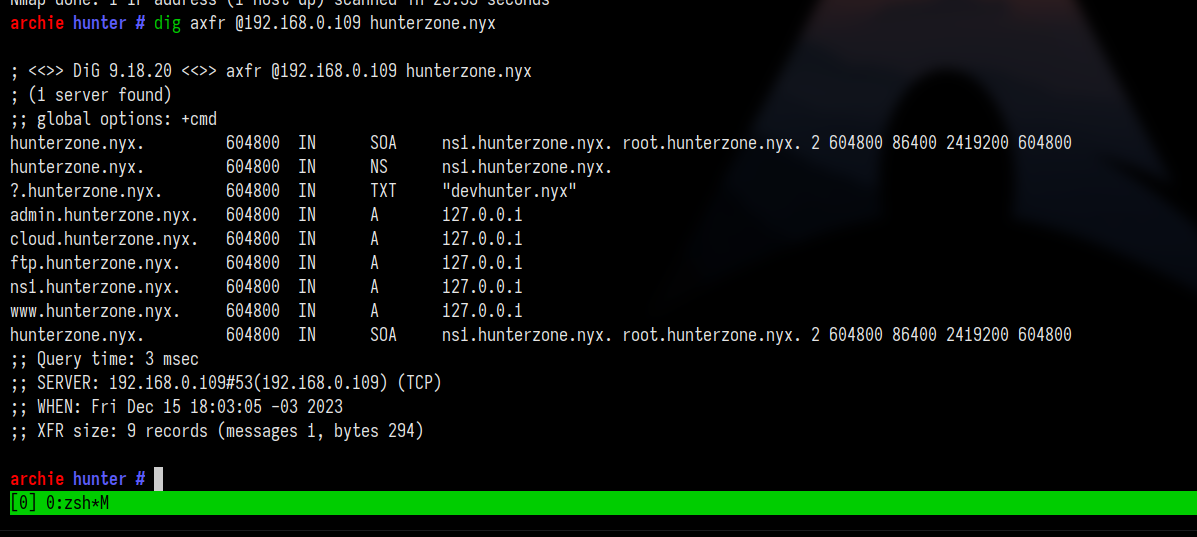 Nmap done: 1 IP address (1 host up) scanned in 25.55 seconds
archie hunter # dig axfr @192.168.0.109 hunterzone.nyx
; <<>> DiG 9.18.20 <<>> axfr @192.168.0.109 hunterzone.nyx
; (1 server found)
;; global options: +cmd
hunterzone.nyx. 604800 IN SOA ns1.hunterzone.nyx. root.hunterzone.nyx. 2 604800 86400 2419200 604800
hunterzone.nyx. 604800 IN NS ns1.hunterzone.nyx.
?.hunterzone.nyx. 604800 IN TXT "devhunter.nyx"
admin.hunterzone.nyx. 604800 IN A 127.0.0.1
cloud.hunterzone.nyx. 604800 IN A 127.0.0.1
ftp.hunterzone.nyx. 604800 IN A 127.0.0.1
ns1.hunterzone.nyx. 604800 IN A 127.0.0.1
www.hunterzone.nyx. 604800 IN A 127.0.0.1
hunterzone.nyx. 604800 IN SOA ns1.hunterzone.nyx. root.hunterzone.nyx. 2 604800 86400 2419200 604800
;; Query time: 3 msec
;; SERVER: 192.168.0.109#53(192.168.0.109) (TCP)
;; WHEN: Fri Dec 15 18:03:05 -03 2023
;; XFR size: 9 records (messages 1, bytes 294)
archie hunter #
[0] 0:zsh*M